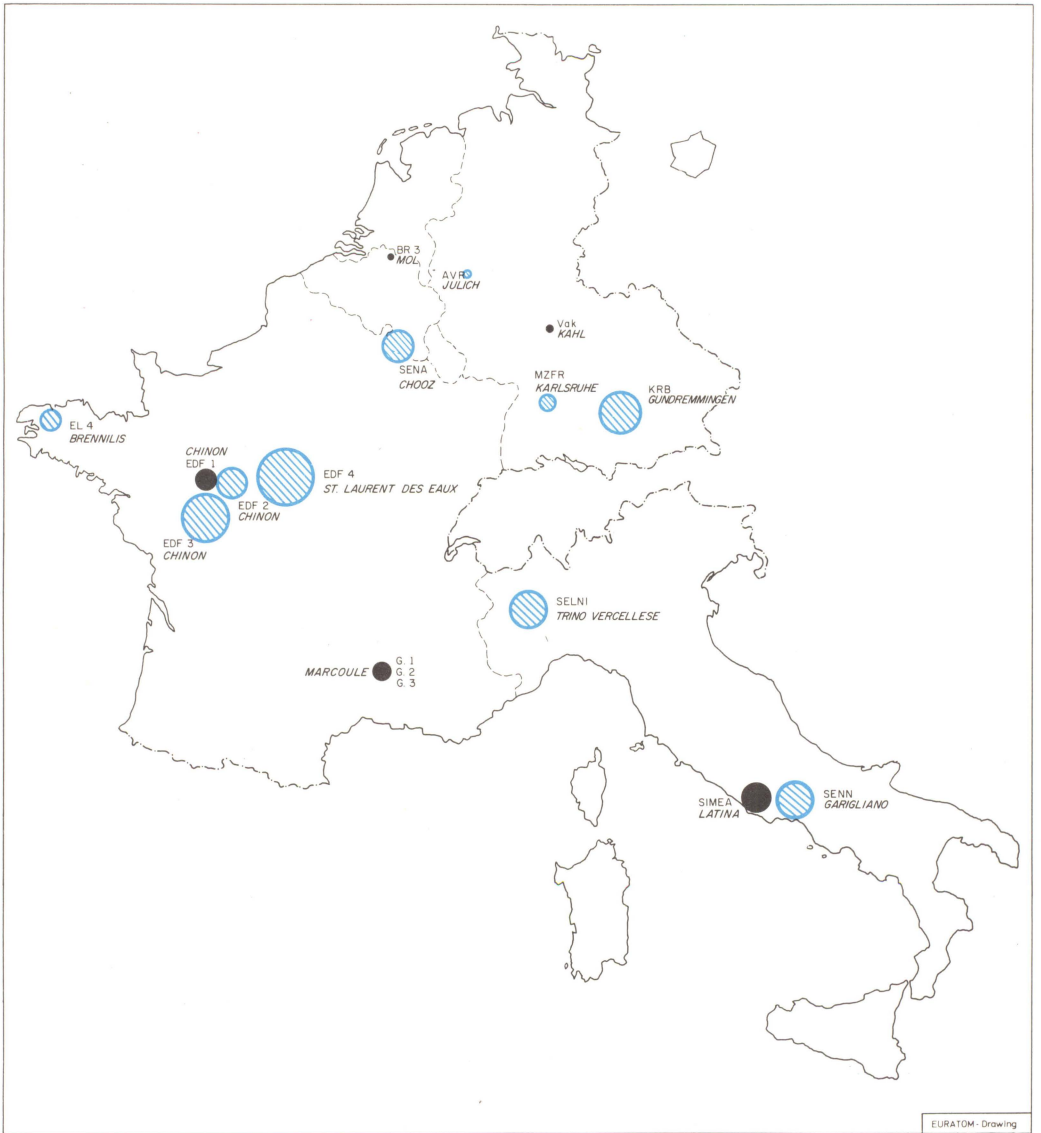 BR 3
MOL
AVR
JULICH
Vak
KAHL
SENA
CHOOZ
MZFR
KARLSRUHE
KRB
GUNDREMMINGEN
EL 4
BRENNILIS
CHINON
EDF 1
EDF 4
ST. LAURENT DES EAUX
EDF 2
CHINON
EDF 3
CHINON
SELNI
TRINO VERCELLESE
MARCOULE
G. 1
G. 2
G. 3
SIMEA
LATINA
SENN
GARIGLIANO
EURATOM - Drawing